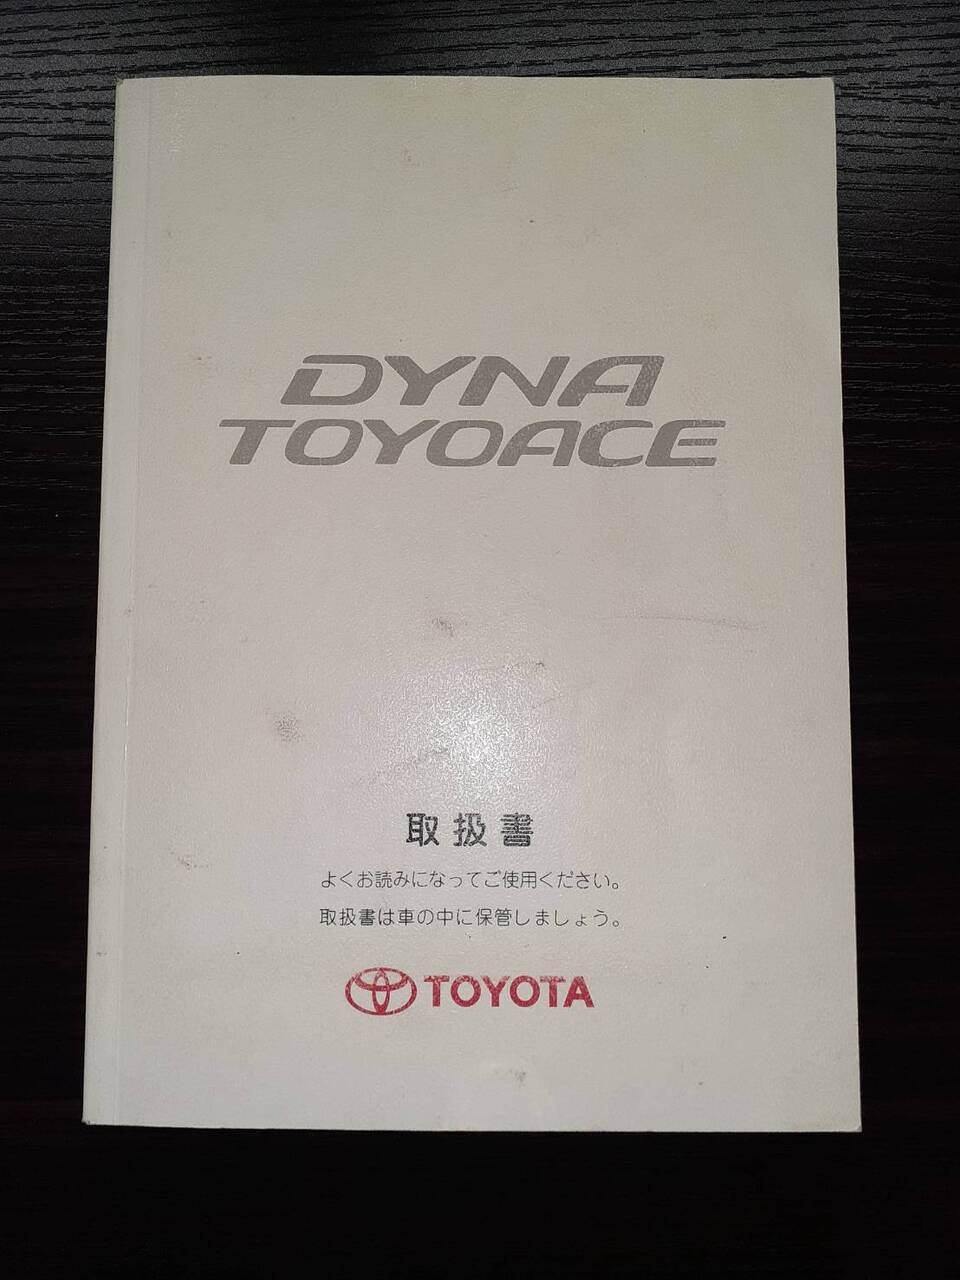 DYNA
TOYOACE
取扱書
よくお読みになってご使用ください。
取扱書は車の中に保管しましょう。
TOYOTA